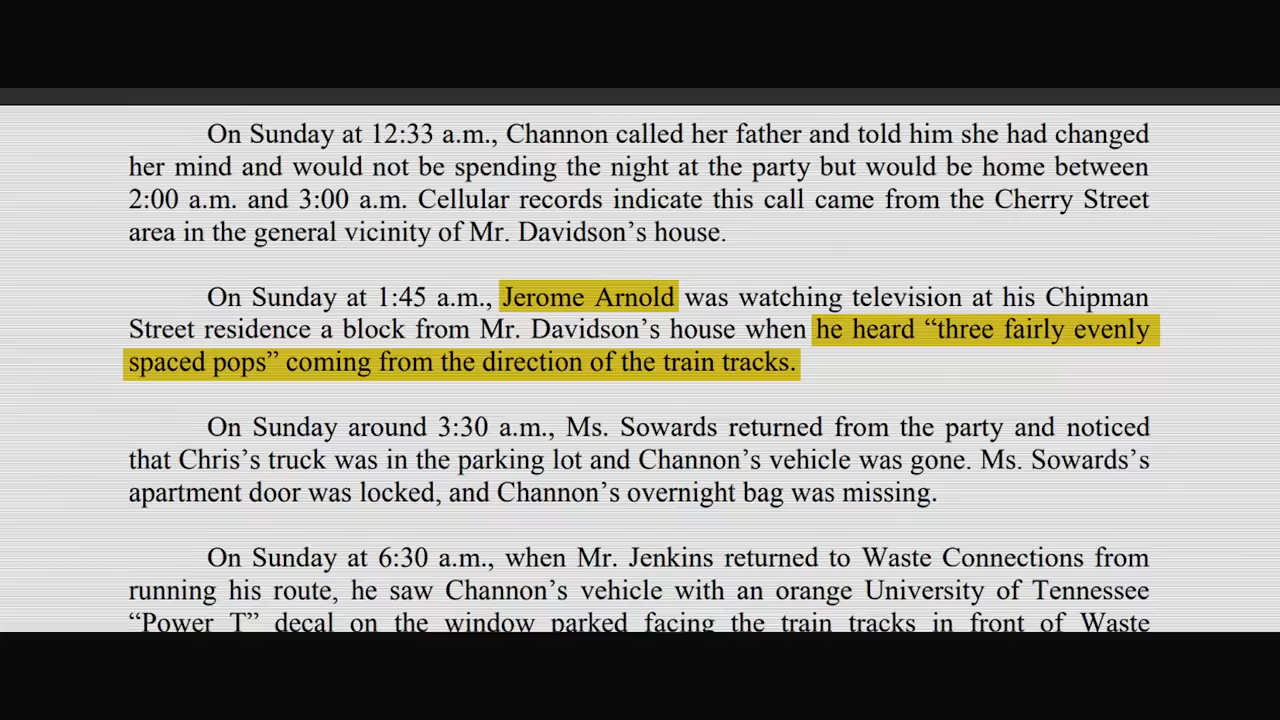 On Sunday at 12:33 a.m., Channon called her father and told him she had changed
her mind and would not be spending the night at the party but would be home between
2:00 a.m. and 3:00 a.m. Cellular records indicate this call came from the Cherry Street
area in the general vicinity of Mr. Davidson’s house.
On Sunday at 1:45 a.m., Jerome Arnold was watching television at his Chipman
Street residence a block from Mr. Davidson’s house when he heard “three fairly evenly
spaced pops” coming from the direction of the train tracks.
On Sunday around 3:30 a.m., Ms. Sowards returned from the party and noticed
that Chris’s truck was in the parking lot and Channon’s vehicle was gone. Ms. Sowards’s
apartment door was locked, and Channon’s overnight bag was missing.
On Sunday at 6:30 a.m., when Mr. Jenkins returned to Waste Connections from
running his route, he saw Channon’s vehicle with an orange University of Tennessee
“Power T” decal on the window parked facing the train tracks in front of Waste